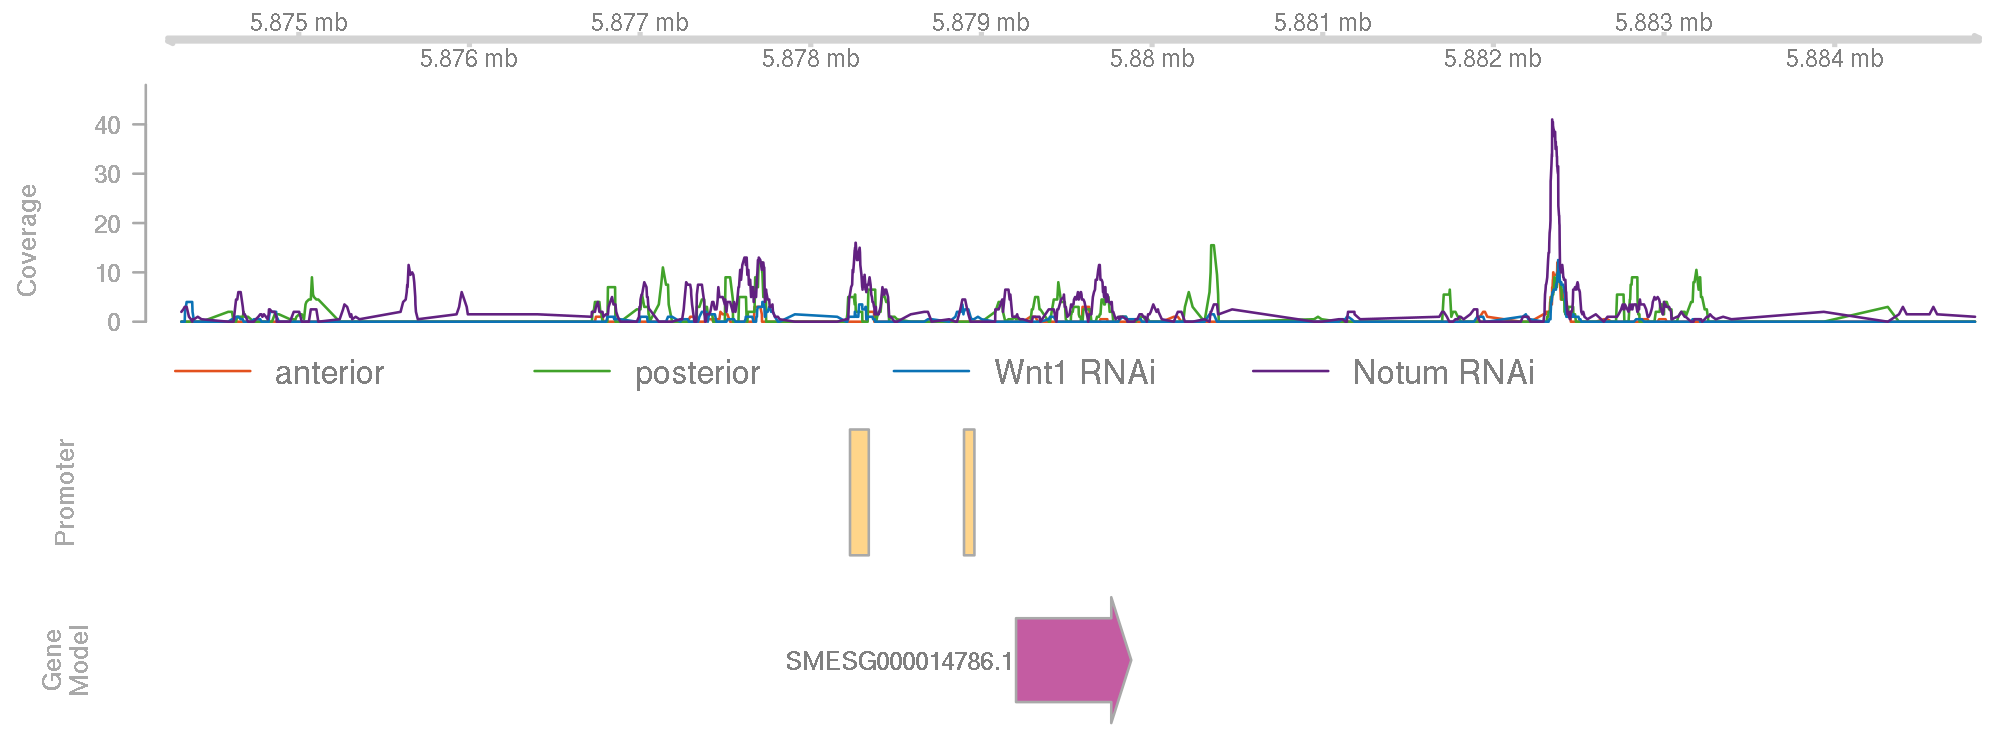 5.875 mb 5.877 mb 5.879 mb 5.881 mb 5.883 mb
5.876 mb 5.878 mb 5.88 mb 5.882 mb 5.884 mb
Coverage
40
30
20
10
0
anterior posterior Wnt1 RNAi Notum RNAi
Promoter
Gene
Model
SMESG000014786.1